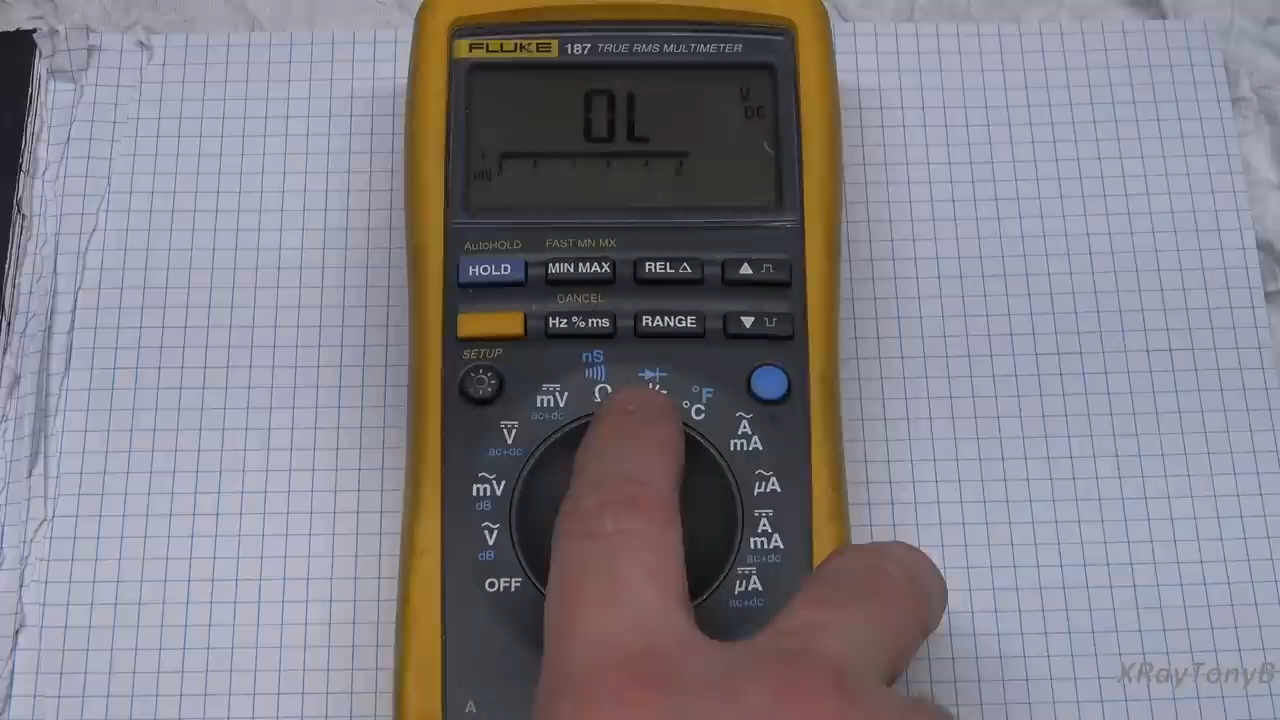 FLUKE 187 TRUE RMS MULTIMETER
OL
V
DC
AutoHOLD FAST MN MX
HOLD MIN MAX REL Δ
CANCEL
Hz % ms RANGE
SETUP
nS
Ω
mV
ac+dc
°F
°C
V
ac+dc
A
mA
mV
dB
µA
V
dB
A
mA
ac+dc
OFF
µA
ac+dc
A
XRayTonyB